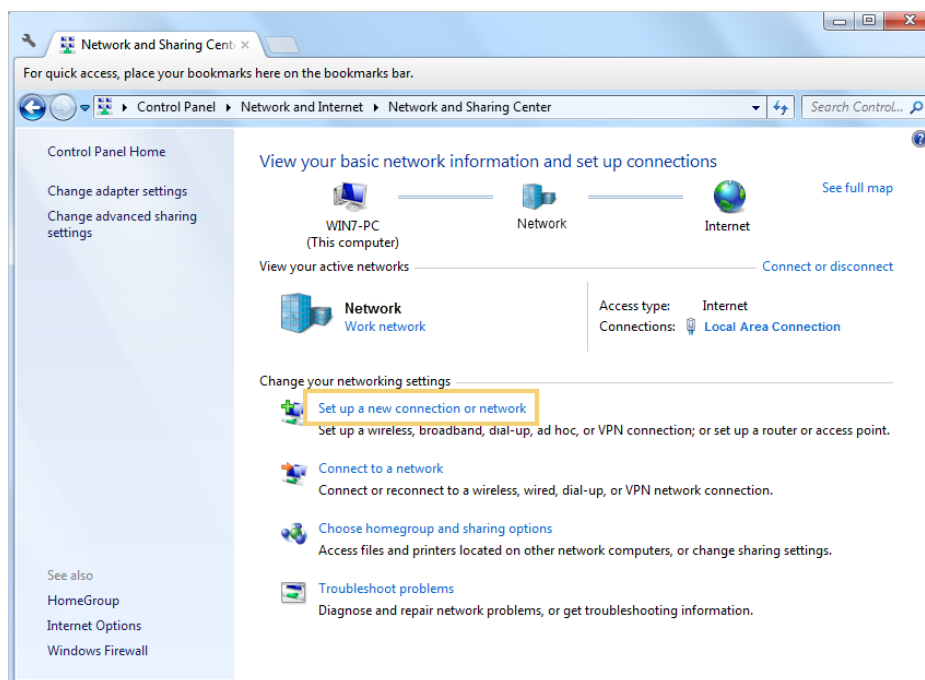 Network and Sharing Cent
For quick access, place your bookmarks here on the bookmarks bar.
Control Panel Network and Internet Network and Sharing Center
Search Control...
Control Panel Home
Change adapter settings
Change advanced sharing
settings
See also
HomeGroup
Internet Options
Windows Firewall
View your basic network information and set up connections
See full map
WIN7-PC
(This computer)
Network
Internet
View your active networks
Connect or disconnect
Network
Work network
Access type: Internet
Connections: Local Area Connection
Change your networking settings
Set up a new connection or network
Set up a wireless, broadband, dial-up, ad hoc, or VPN connection; or set up a router or access point.
Connect to a network
Connect or reconnect to a wireless, wired, dial-up, or VPN network connection.
Choose homegroup and sharing options
Access files and printers located on other network computers, or change sharing settings.
Troubleshoot problems
Diagnose and repair network problems, or get troubleshooting information.